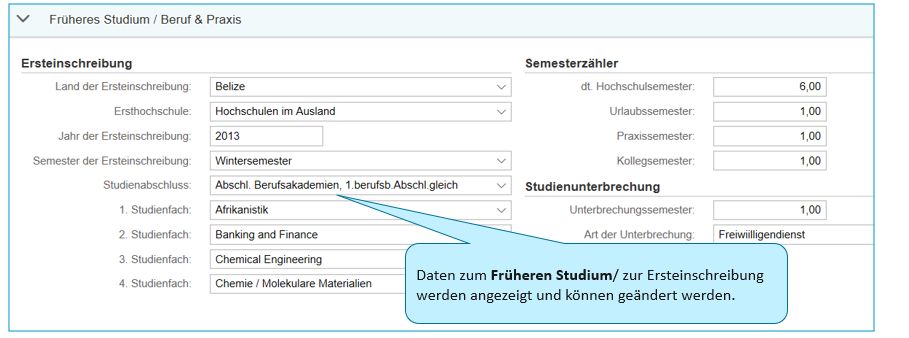 Früheres Studium / Beruf & Praxis
Ersteinschreibung
Land der Ersteinschreibung: Belize
Ersthochschule: Hochschulen im Ausland
Jahr der Ersteinschreibung: 2013
Semester der Ersteinschreibung: Wintersemester
Studienabschluss: Abschl. Berufsakademien, 1.berufsb.Abschl.gleich
1. Studienfach: Afrikanistik
2. Studienfach: Banking and Finance
3. Studienfach: Chemical Engineering
4. Studienfach: Chemie / Molekulare Materialien
Semesterzähler
dt. Hochschulsemester: 6,00
Urlaubssemester: 1,00
Praxissemester: 1,00
Kollegsemester: 1,00
Studienunterbrechung
Unterbrechungssemester: 1,00
Art der Unterbrechung: Freiwilligendienst
Daten zum Früheren Studium/ zur Ersteinschreibung
werden angezeigt und können geändert werden.